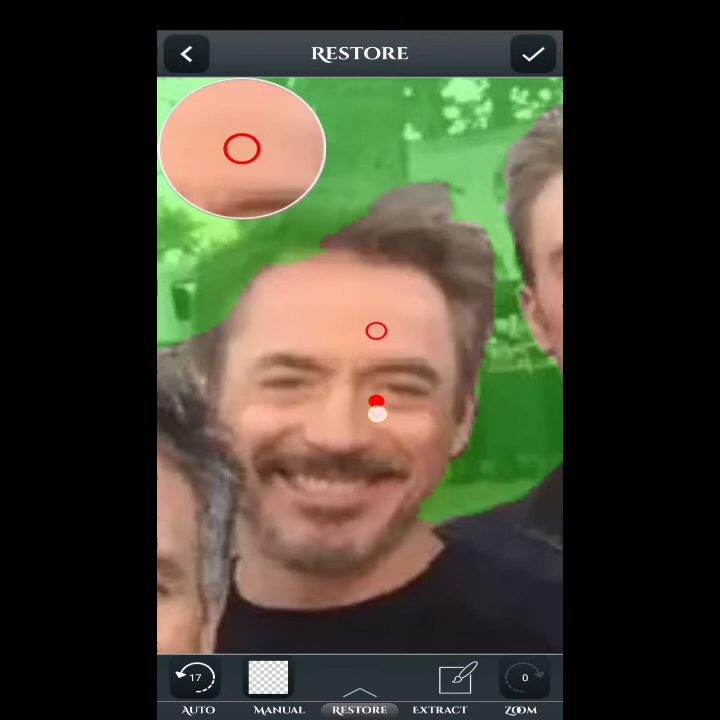 RESTORE
17
0
AUTO
MANUAL
RESTORE
EXTRACT
ZOOM